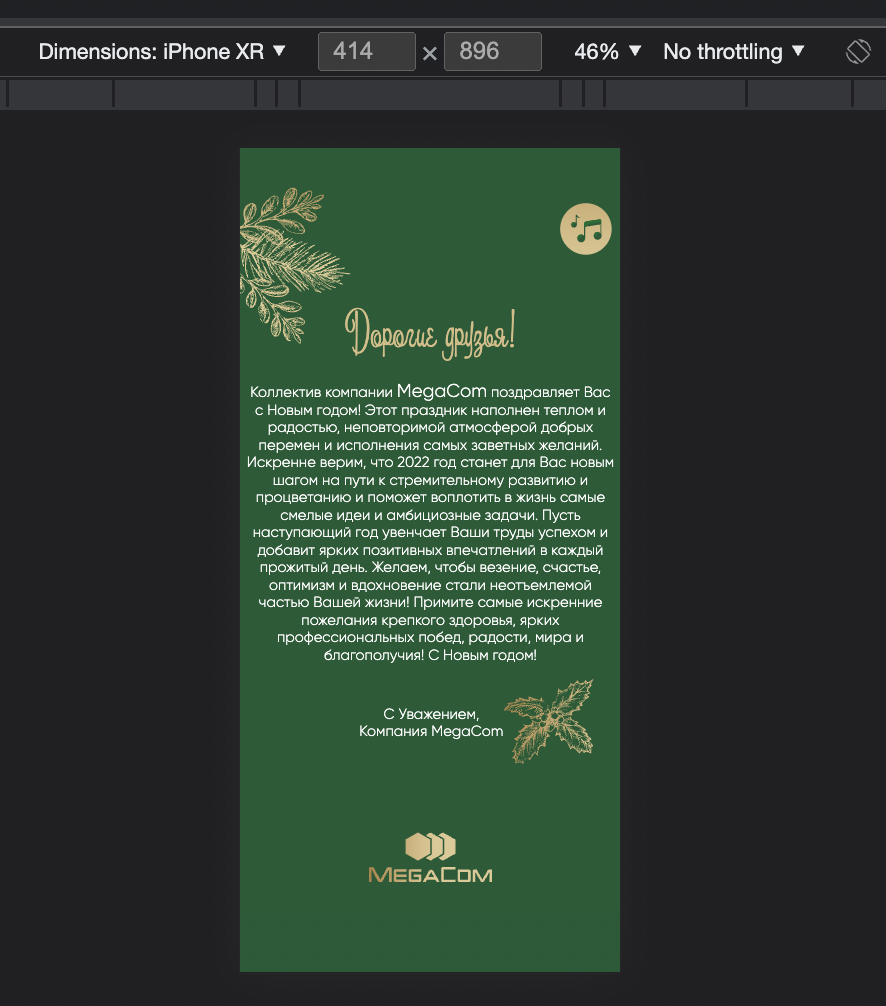 Dimensions: iPhone XR ▼ 414 × 896 46% ▼ No throttling ▼
Дорогие друзья!
Коллектив компании MegaCom поздравляет Вас
с Новым годом! Этот праздник наполнен теплом и
радостью, неповторимой атмосферой добрых
перемен и исполнения самых заветных желаний.
Искренне верим, что 2022 год станет для Вас новым
шагом на пути к стремительному развитию и
процветанию и поможет воплотить в жизнь самые
смелые идеи и амбициозные задачи. Пусть
наступающий год увенчает Ваши труды успехом и
добавит ярких позитивных впечатлений в каждый
прожитый день. Желаем, чтобы везение, счастье,
оптимизм и вдохновение стали неотъемлемой
частью Вашей жизни! Примите самые искренние
пожелания крепкого здоровья, ярких
профессиональных побед, радости, мира и
благополучия! С Новым годом!
С Уважением,
Компания MegaCom
MEGACOM